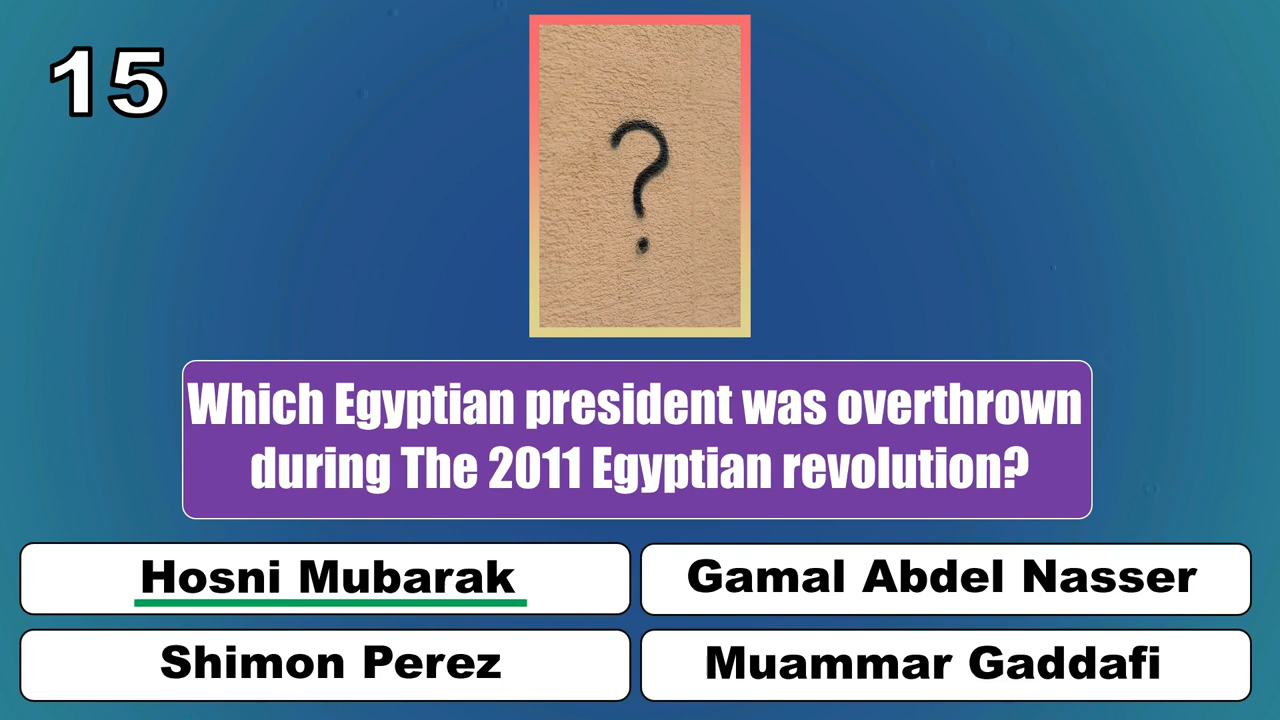 15
?
Which Egyptian president was overthrown
during The 2011 Egyptian revolution?
Hosni Mubarak
Gamal Abdel Nasser
Shimon Perez
Muammar Gaddafi